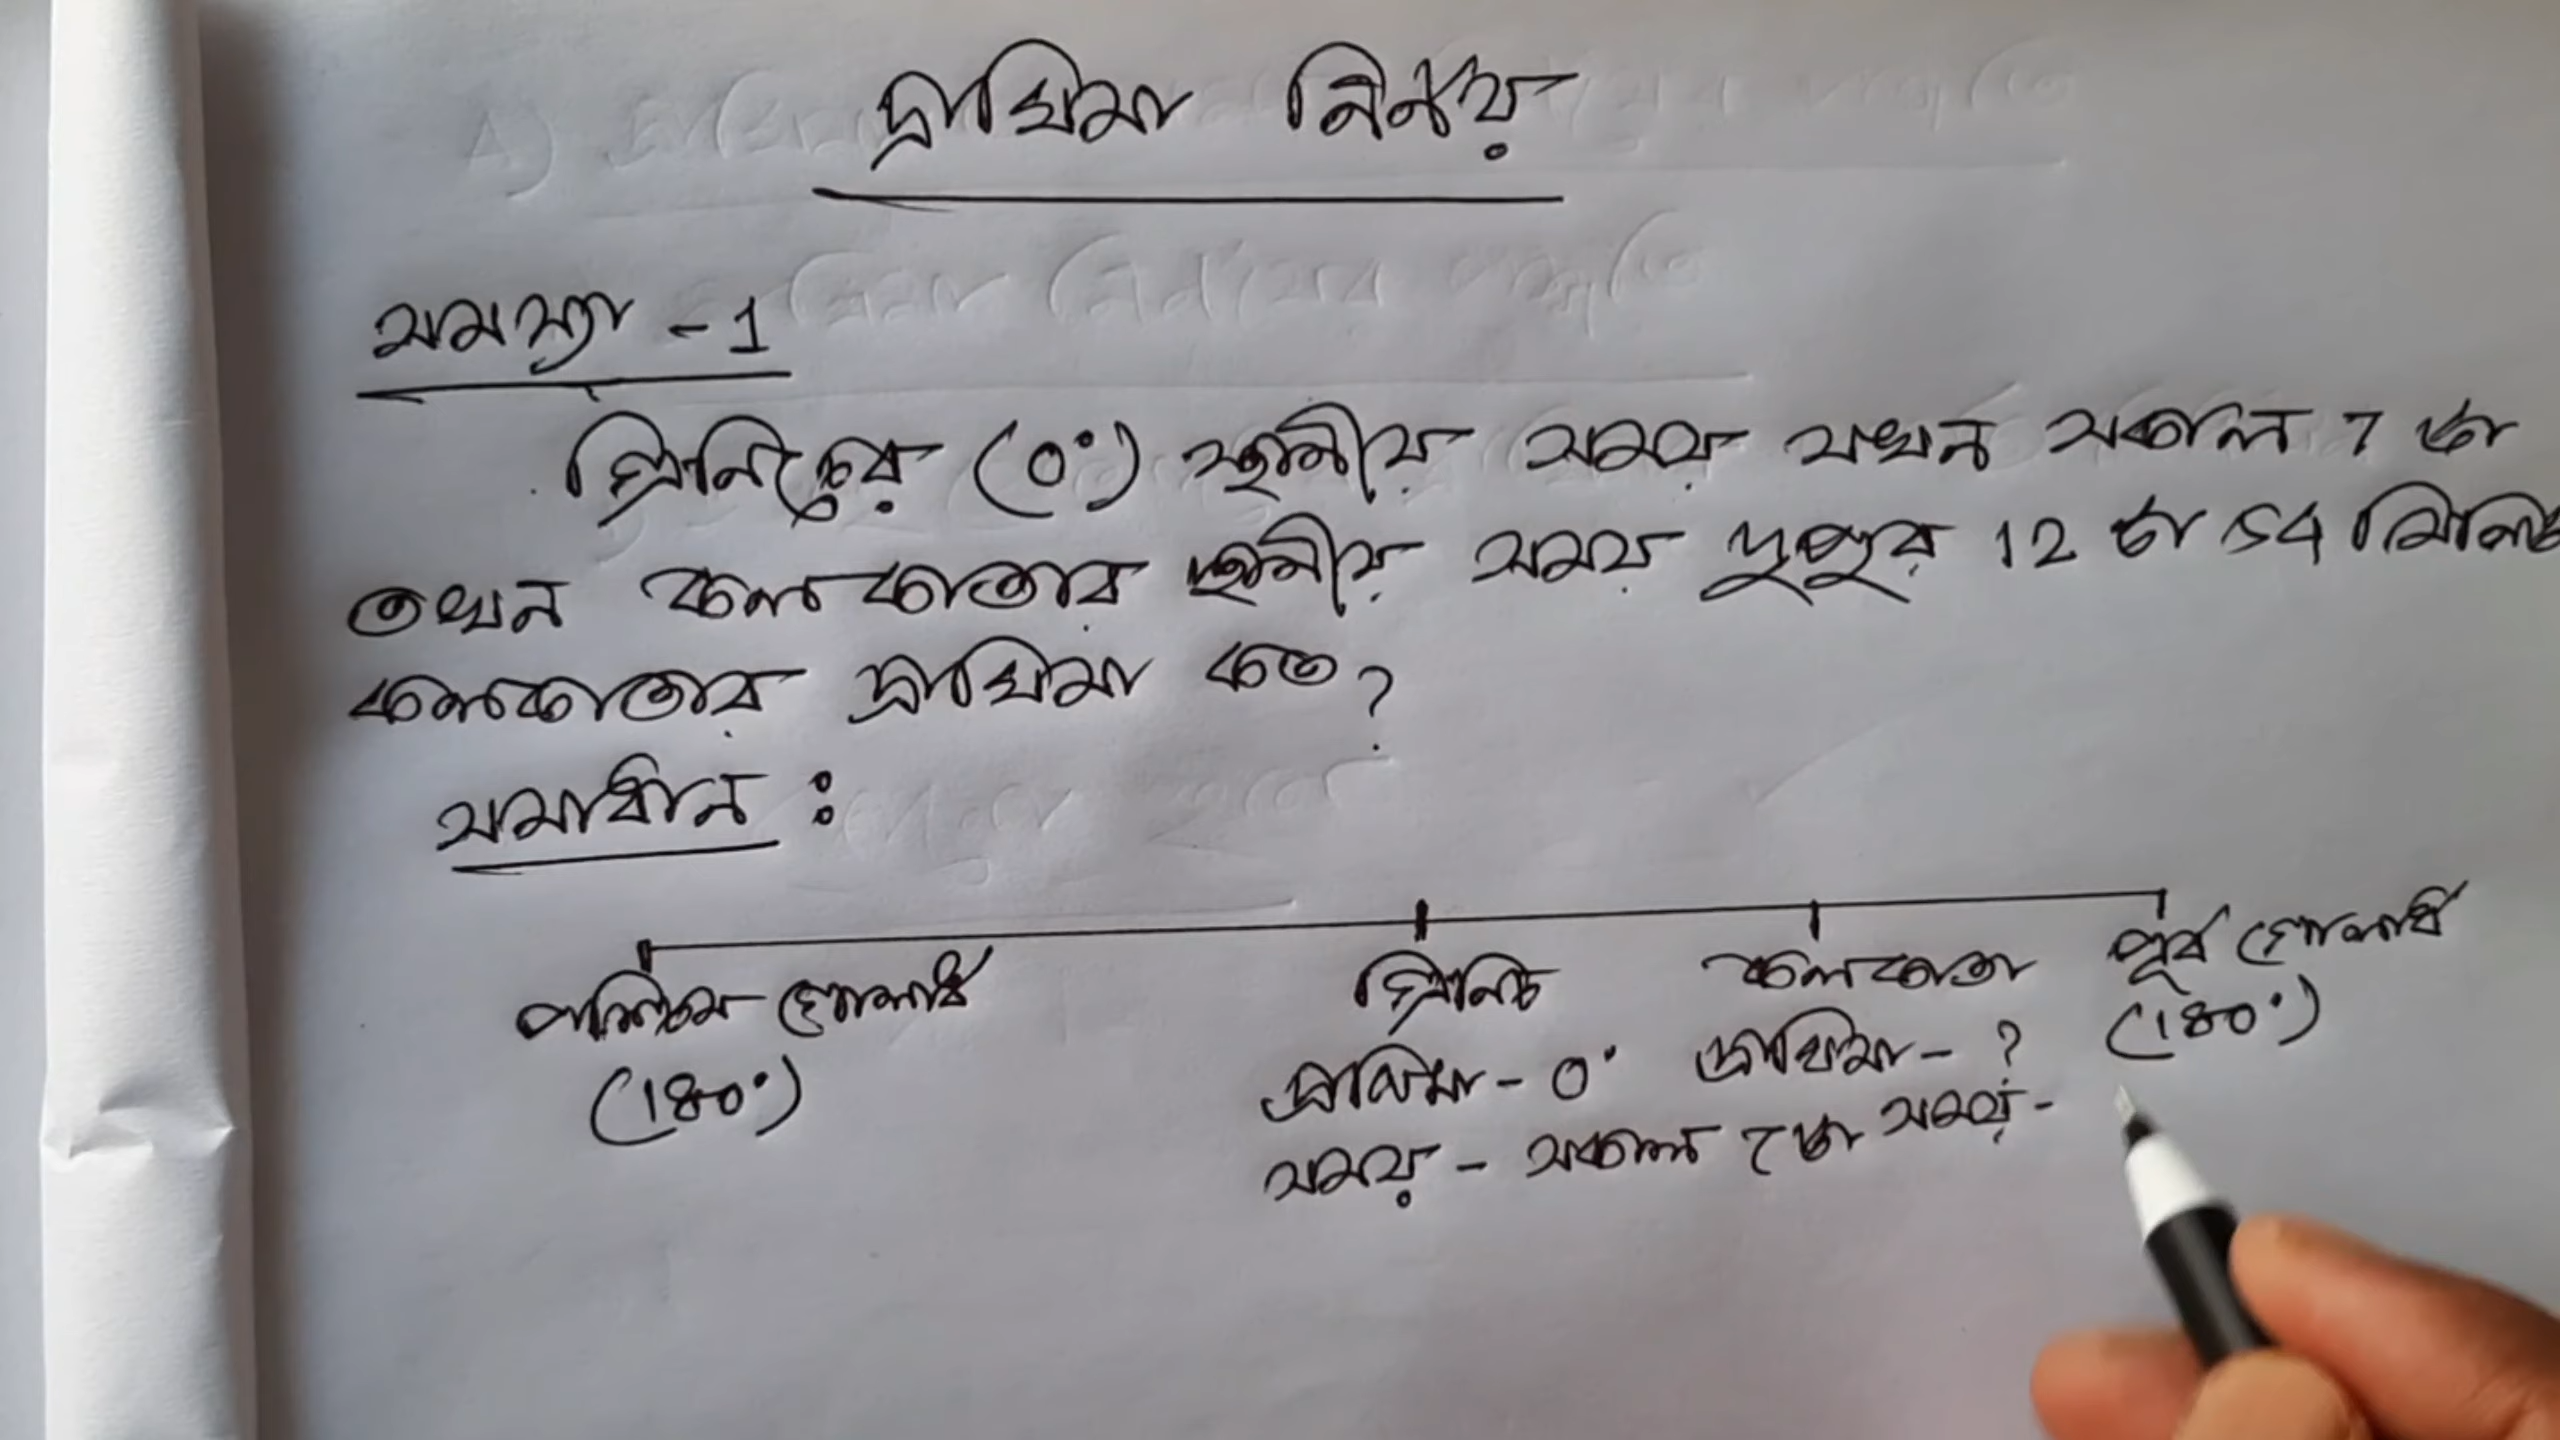 দ্রাঘিমা নির্ণয়
সমস্যা - 1
গ্রিনিচের (0°) স্থানীয় সময় যখন সকাল 7 টা
তখন কলকাতার স্থানীয় সময় দুপুর 12 টা 54 মিনিট
কলকাতার দ্রাঘিমা কত?
সমাধান :
পশ্চিম গোলার্ধ (180°)
গ্রিনিচ
দ্রাঘিমা - 0°
সময় - সকাল 7 টা
কলকাতা
দ্রাঘিমা - ?
সময় -
পূর্ব গোলার্ধ (180°)